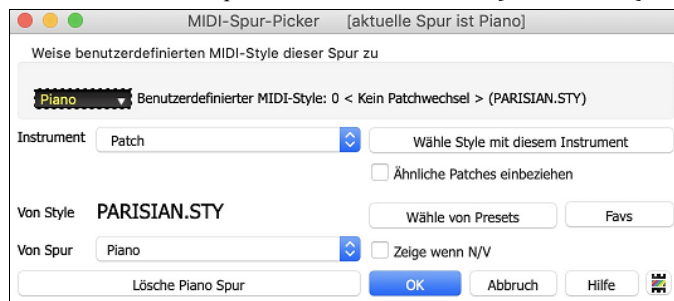 MIDI-Spur-Picker [aktuelle Spur ist Piano]
Weise benutzerdefinierten MIDI-Style dieser Spur zu
Piano Benutzerdefinierter MIDI-Style: 0 < Kein Patchwechsel > (PARISIAN.STY)
Instrument Patch Wähle Style mit diesem Instrument
Ähnliche Patches einbeziehen
Von Style PARISIAN.STY Wähle von Presets Favs
Von Spur Piano Zeige wenn N/V
Lösche Piano Spur OK Abbruch Hilfe